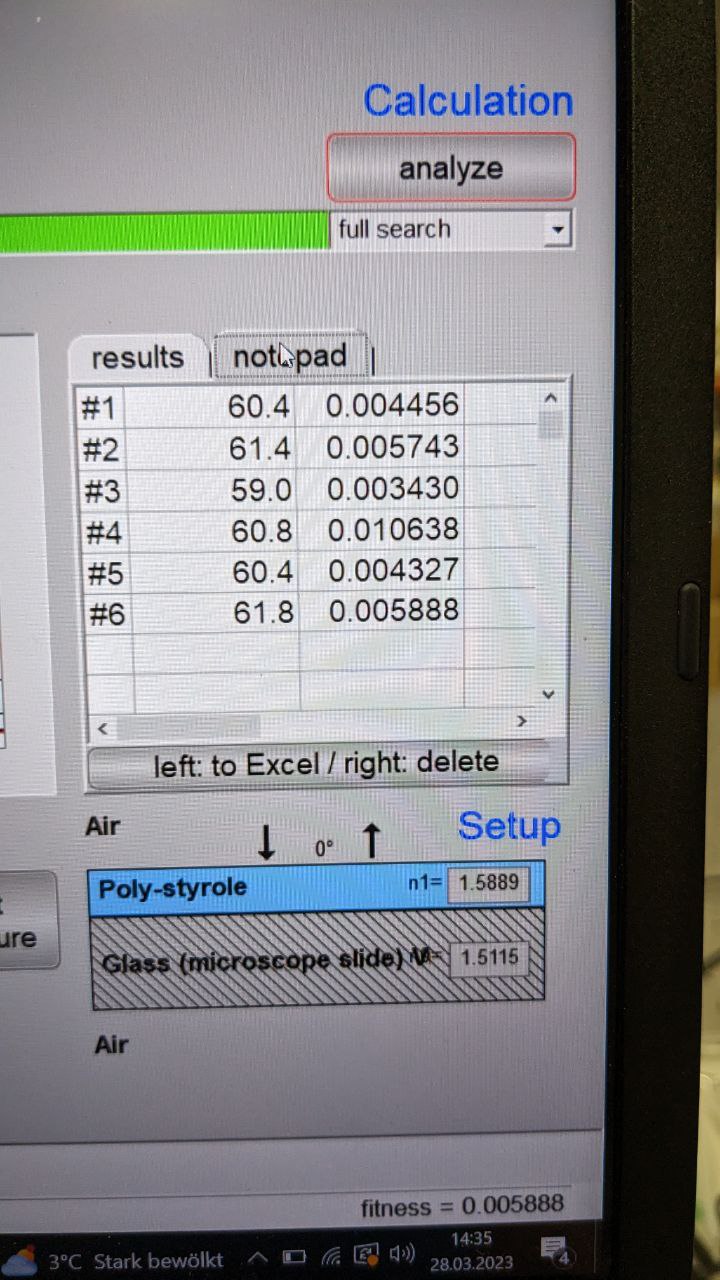 Calculation
analyze
full search
results notepad
#1 60.4 0.004456
#2 61.4 0.005743
#3 59.0 0.003430
#4 60.8 0.010638
#5 60.4 0.004327
#6 61.8 0.005888
left: to Excel / right: delete
Air
0°
Setup
Poly-styrole n1= 1.5889
ure
Glass (microscope slide) 1.5115
Air
fitness = 0.005888
3°C Stark bewölkt
14:35
28.03.2023
4